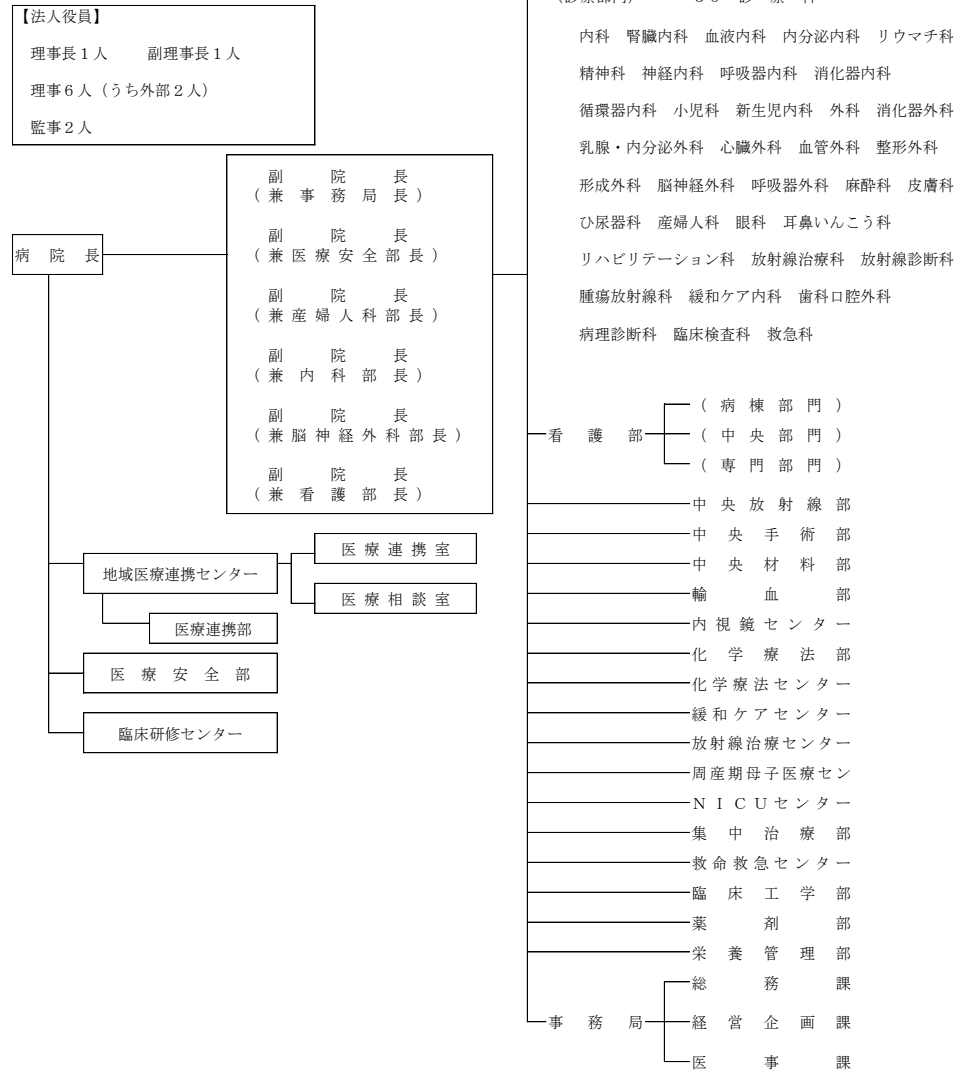 【法人役員】
理事長１人　副理事長１人
理事６人（うち外部２人）
監事２人
病院長
副院長
（兼事務局長）
副院長
（兼医療安全部長）
副院長
（兼産婦人科部長）
副院長
（兼内科部長）
副院長
（兼脳神経外科部長）
副院長
（兼看護部長）
地域医療連携センター
医療連携室
医療相談室
医療連携部
医療安全部
臨床研修センター
内科　腎臓内科　血液内科　内分泌内科　リウマチ科
精神科　神経内科　呼吸器内科　消化器内科
循環器内科　小児科　新生児内科　外科　消化器外科
乳腺・内分泌外科　心臓外科　血管外科　整形外科
形成外科　脳神経外科　呼吸器外科　麻酔科　皮膚科
ひ尿器科　産婦人科　眼科　耳鼻いんこう科
リハビリテーション科　放射線治療科　放射線診断科
腫瘍放射線科　緩和ケア内科　歯科口腔外科
病理診断科　臨床検査科　救急科
看護部
（病棟部門）
（中央部門）
（専門部門）
中央放射線部
中央手術部
中央材料部
輸血部
内視鏡センター
化学療法部
化学療法センター
緩和ケアセンター
放射線治療センター
周産期母子医療セン
ＮＩＣＵセンター
集中治療部
救命救急センター
臨床工学部
薬剤部
栄養管理部
事務局
総務課
経営企画課
医事課